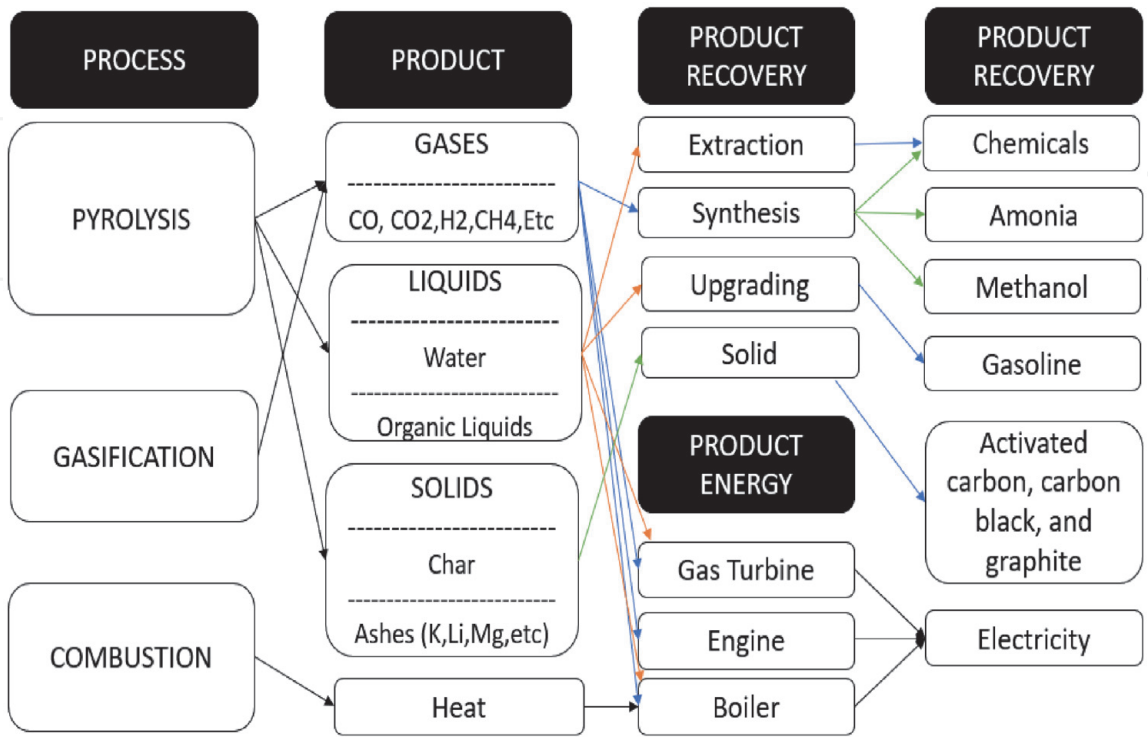 PROCESS
PRODUCT
PRODUCT
RECOVERY
PRODUCT
RECOVERY
PYROLYSIS
GASIFICATION
COMBUSTION
GASES
---------------------------
CO, CO2,H2,CH4,Etc
LIQUIDS
---------------------------
Water
---------------------------
Organic Liquids
SOLIDS
---------------------------
Char
---------------------------
Ashes (K,Li,Mg,etc)
Heat
Extraction
Synthesis
Upgrading
Solid
PRODUCT
ENERGY
Gas Turbine
Engine
Boiler
Chemicals
Amonia
Methanol
Gasoline
Activated
carbon, carbon
black, and
graphite
Electricity